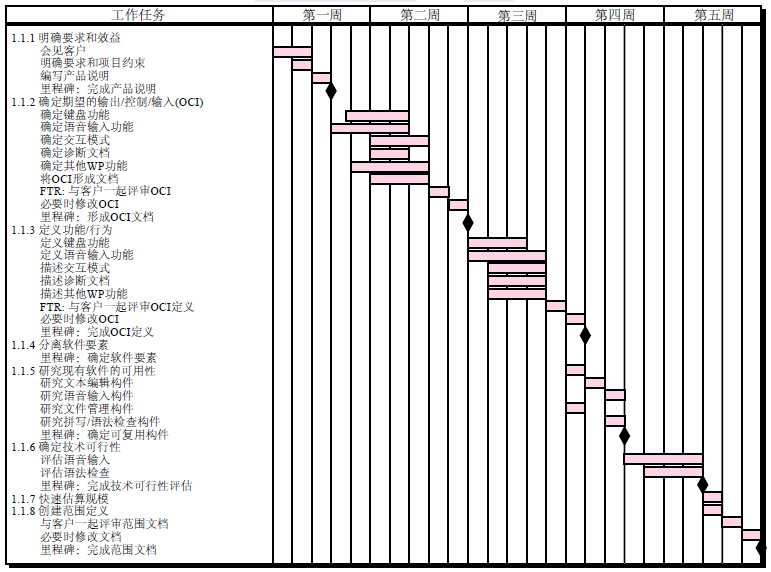 工作任务 第一周 第二周 第三周 第四周 第五周
1.1.1 明确要求和效益
会见客户
明确要求和项目约束
编写产品说明
里程碑：完成产品说明
1.1.2 确定期望的输出/控制/输入(OCI)
确定键盘功能
确定语音输入功能
确定交互模式
确定诊断文档
确定其他WP功能
将OCI形成文档
FTR: 与客户一起评审OCI
必要时修改OCI
里程碑：形成OCI文档
1.1.3 定义功能/行为
定义键盘功能
定义语音输入功能
描述交互模式
描述诊断文档
描述其他WP功能
FTR: 与客户一起评审OCI定义
必要时修改OCI
里程碑：完成OCI定义
1.1.4 分离软件要素
里程碑：确定软件要素
1.1.5 研究现有软件的可用性
研究文本编辑构件
研究语音输入构件
研究文件管理构件
研究拼写/语法检查构件
里程碑：确定可复用构件
1.1.6 确定技术可行性
评估语音输入
评估语法检查
里程碑：完成技术可行性评估
1.1.7 快速估算规模
1.1.8 创建范围定义
与客户一起评审范围文档
必要时修改文档
里程碑：完成范围文档